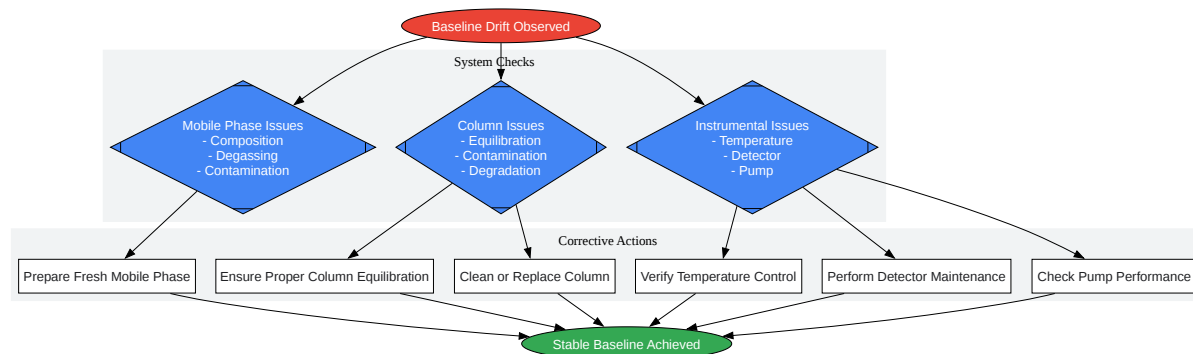 Baseline Drift Observed
System Checks
Mobile Phase Issues
- Composition
- Degassing
- Contamination
Column Issues
- Equilibration
- Contamination
- Degradation
Instrumental Issues
- Temperature
- Detector
- Pump
Corrective Actions
Prepare Fresh Mobile Phase
Ensure Proper Column Equilibration
Clean or Replace Column
Verify Temperature Control
Perform Detector Maintenance
Check Pump Performance
Stable Baseline Achieved